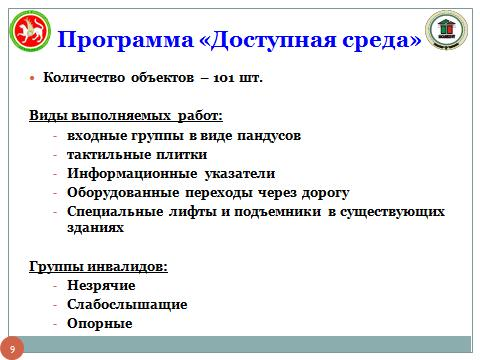 Программа «Доступная среда»
• Количество объектов – 101 шт.
Виды выполняемых работ:
- входные группы в виде пандусов
- тактильные плитки
- Информационные указатели
- Оборудованные переходы через дорогу
- Специальные лифты и подъемники в существующих
зданиях
Группы инвалидов:
- Незрячие
- Слабослышащие
- Опорные
9